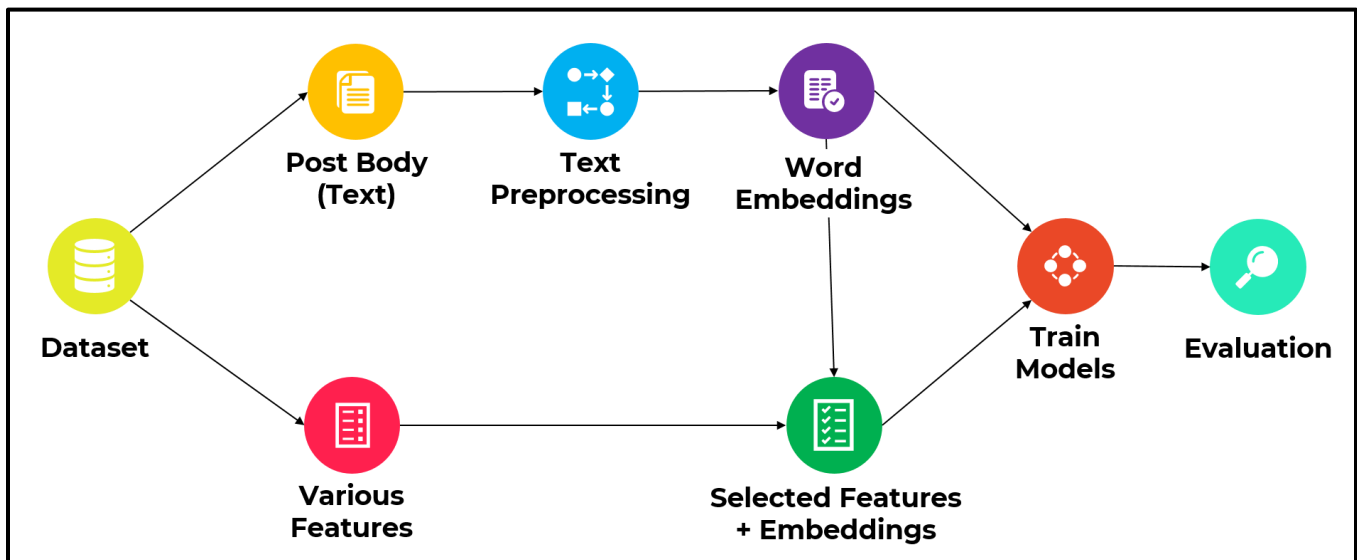 Post Body
(Text)
Text
Preprocessing
Word
Embeddings
Dataset
Train
Models
Evaluation
Various
Features
Selected Features
+ Embeddings